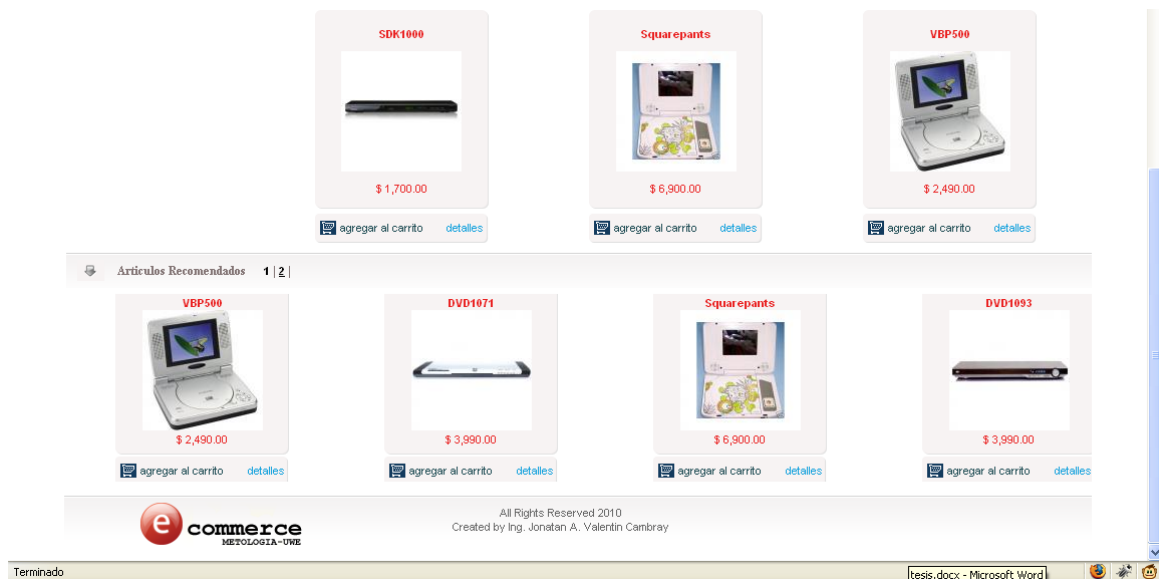 SDK1000
Squarepants
VBP500
$ 1,700.00
$ 6,900.00
$ 2,490.00
agregar al carrito detalles
agregar al carrito detalles
agregar al carrito detalles
Articulos Recomendados 1 | 2 |
VBP500
DVD1071
Squarepants
DVD1093
$ 2,490.00
$ 3,990.00
$ 6,900.00
$ 3,990.00
agregar al carrito detalles
agregar al carrito detalles
agregar al carrito detalles
agregar al carrito detalles
e commerce
METOLOGIA-UWE
All Rights Reserved 2010
Created by Ing. Jonatan A. Valentin Cambray
Terminado
tesis.docx - Microsoft Word